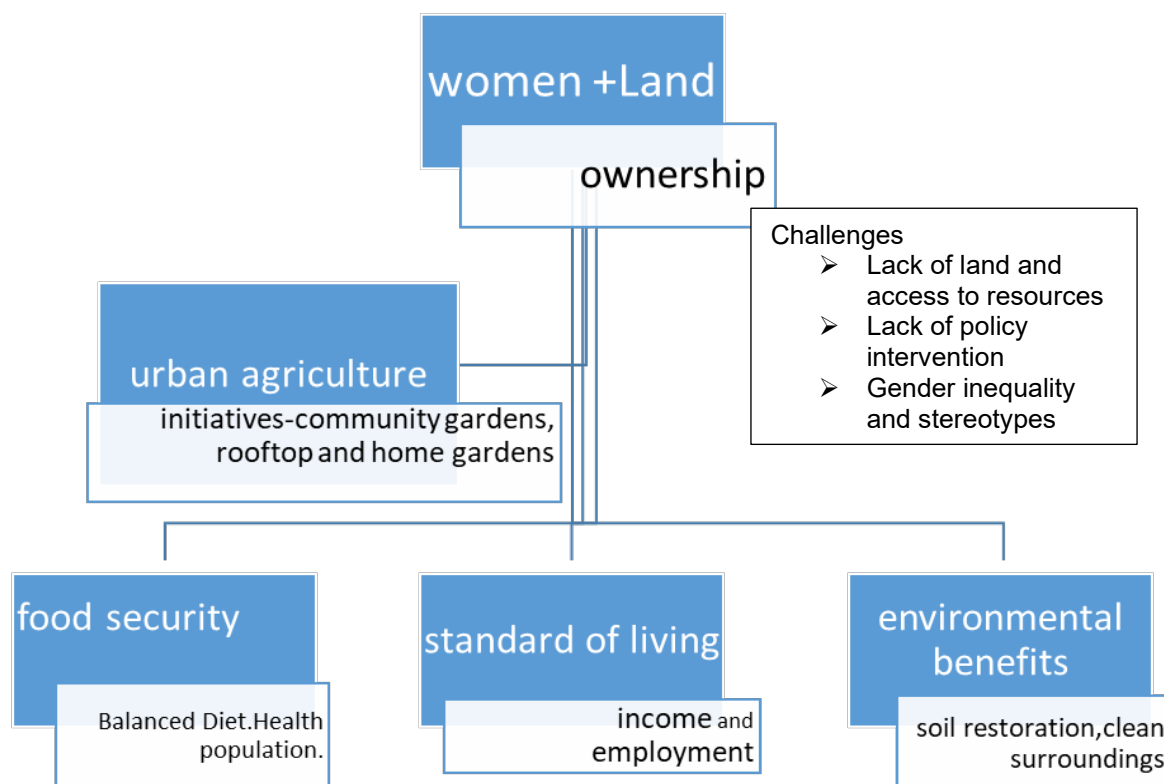 women +Land
ownership
Challenges
➢ Lack of land and
access to resources
➢ Lack of policy
intervention
➢ Gender inequality
and stereotypes
urban agriculture
initiatives-community gardens,
rooftop and home gardens
food security
Balanced Diet.Health
population.
standard of living
income and
employment
environmental
benefits
soil restoration,clean
surroundings